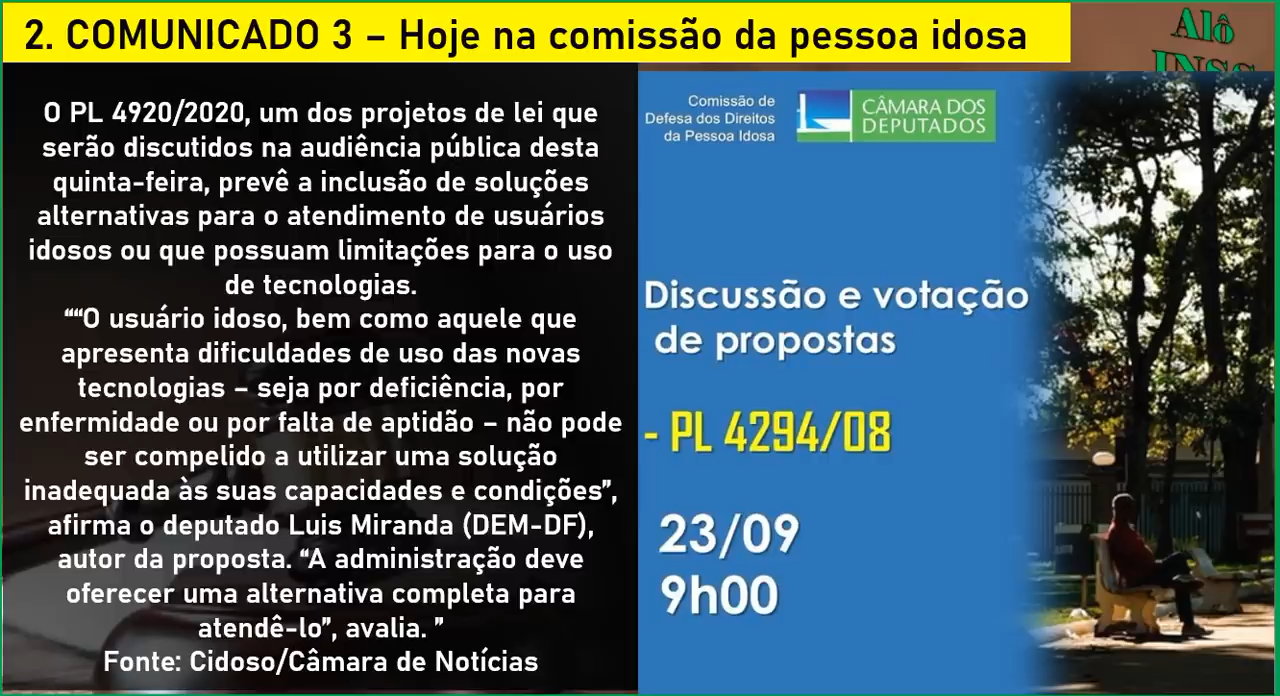 2. COMUNICADO 3 – Hoje na comissão da pessoa idosa
Alô
INSS
O PL 4920/2020, um dos projetos de lei que
serão discutidos na audiência pública desta
quinta-feira, prevê a inclusão de soluções
alternativas para o atendimento de usuários
idosos ou que possuam limitações para o uso
de tecnologias.
““O usuário idoso, bem como aquele que
apresenta dificuldades de uso das novas
tecnologias – seja por deficiência, por
enfermidade ou por falta de aptidão – não pode
ser compelido a utilizar uma solução
inadequada às suas capacidades e condições”,
afirma o deputado Luis Miranda (DEM-DF),
autor da proposta. “A administração deve
oferecer uma alternativa completa para
atendê-lo”, avalia. ”
Fonte: Cidoso/Câmara de Notícias
Comissão de
Defesa dos Direitos
da Pessoa Idosa
CÂMARA DOS
DEPUTADOS
Discussão e votação
de propostas
- PL 4294/08
23/09
9h00